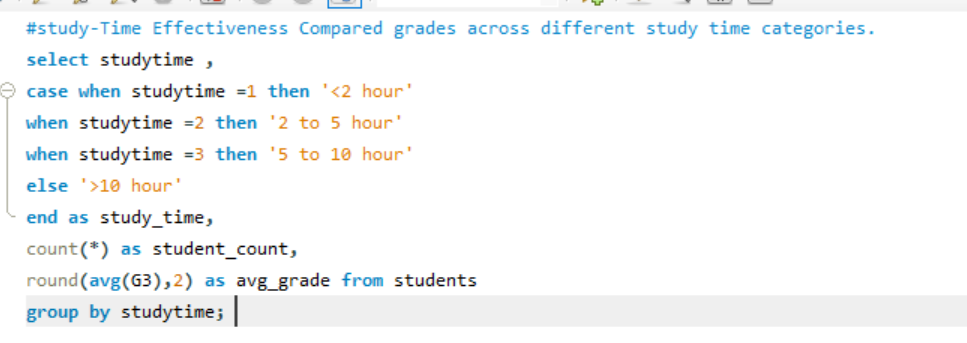 #study-Time Effectiveness Compared grades across different study time categories.
select studytime ,
case when studytime =1 then '<2 hour'
when studytime =2 then '2 to 5 hour'
when studytime =3 then '5 to 10 hour'
else '>10 hour'
end as study_time,
count(*) as student_count,
round(avg(G3),2) as avg_grade from students
group by studytime;